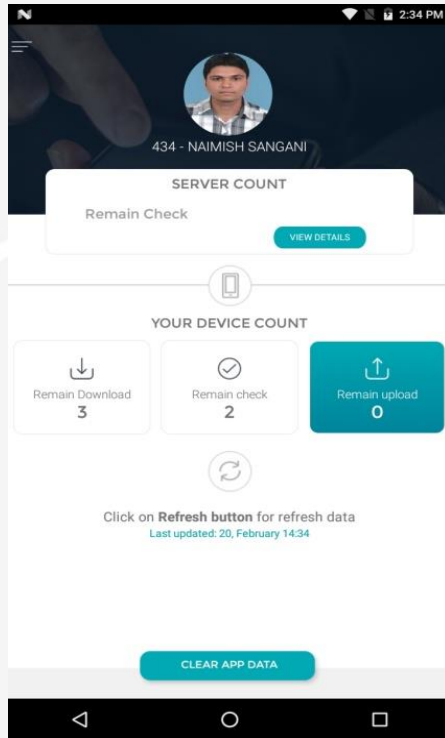 2:34 PM
434 - NAIMISH SANGANI
SERVER COUNT
Remain Check
VIEW DETAILS
YOUR DEVICE COUNT
Remain Download
3
Remain check
2
Remain upload
0
Click on Refresh button for refresh data
Last updated: 20, February 14:34
CLEAR APP DATA